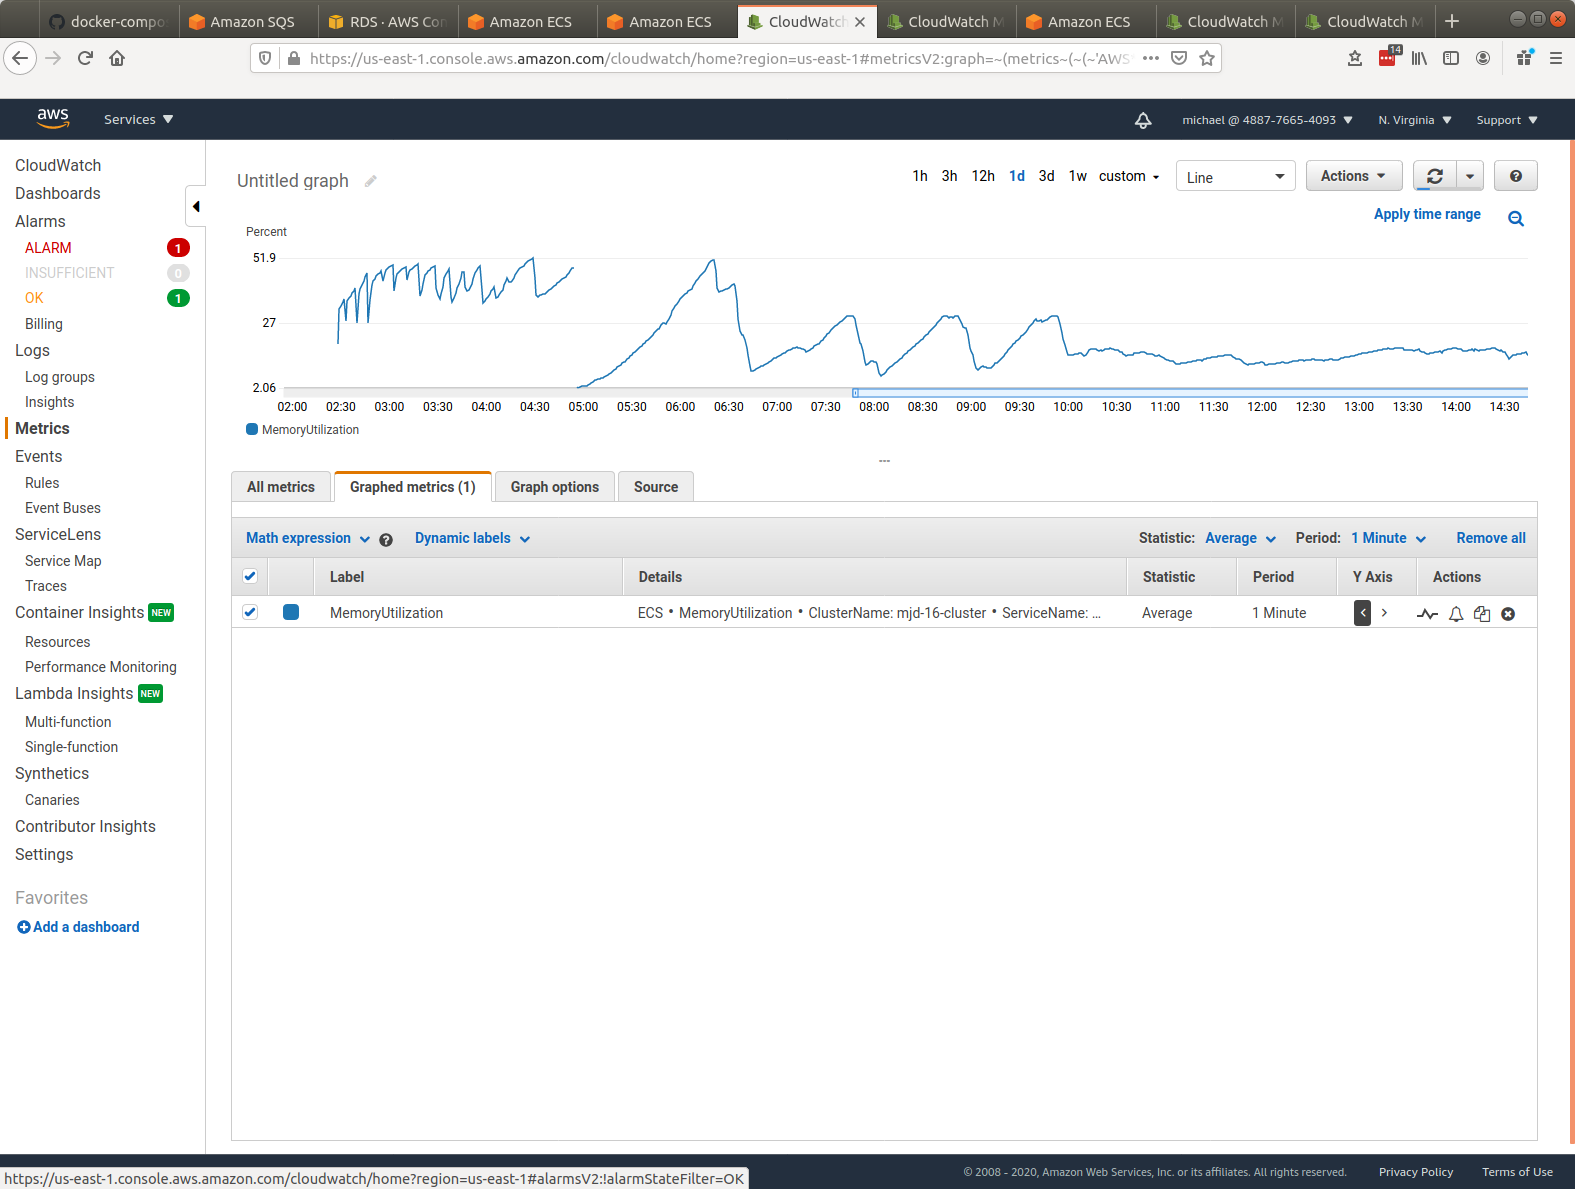 docker-compo
Amazon SQS
RDS · AWS Con
Amazon ECS
Amazon ECS
CloudWatch
CloudWatch M
Amazon ECS
CloudWatch M
CloudWatch M
https://us-east-1.console.aws.amazon.com/cloudwatch/home?region=us-east-1#metricsV2:graph=~(metrics~(~(~'AWS
14
aws
Services
michael @ 4887-7665-4093
N. Virginia
Support
CloudWatch
Dashboards
Alarms
ALARM 1
INSUFFICIENT 0
OK 1
Billing
Logs
Log groups
Insights
Metrics
Events
Rules
Event Buses
ServiceLens
Service Map
Traces
Container Insights NEW
Resources
Performance Monitoring
Lambda Insights NEW
Multi-function
Single-function
Synthetics
Canaries
Contributor Insights
Settings
Favorites
Add a dashboard
Untitled graph
1h 3h 12h 1d 3d 1w custom
Line
Actions
?
Apply time range
Percent
51.9
27
2.06
02:00 02:30 03:00 03:30 04:00 04:30 05:00 05:30 06:00 06:30 07:00 07:30 08:00 08:30 09:00 09:30 10:00 10:30 11:00 11:30 12:00 12:30 13:00 13:30 14:00 14:30
MemoryUtilization
All metrics
Graphed metrics (1)
Graph options
Source
Math expression ?
Dynamic labels
Statistic: Average
Period: 1 Minute
Remove all
Label Details Statistic Period Y Axis Actions
MemoryUtilization ECS • MemoryUtilization • ClusterName: mjd-16-cluster • ServiceName: ... Average 1 Minute < >
© 2008 - 2020, Amazon Web Services, Inc. or its affiliates. All rights reserved.
Privacy Policy
Terms of Use
https://us-east-1.console.aws.amazon.com/cloudwatch/home?region=us-east-1#alarmsV2:!alarmStateFilter=OK